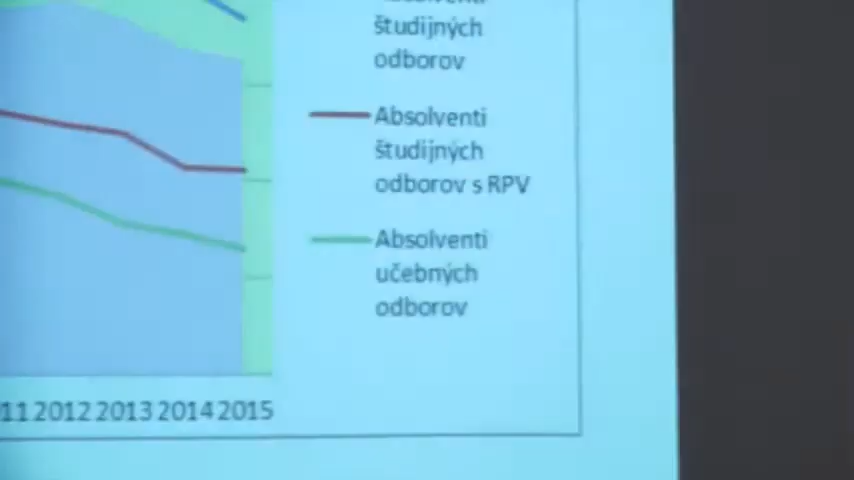 študijných
odborov
Absolventi
študijných
odborov s RPV
Absolventi
učebných
odborov
2012 2013 2014 2015